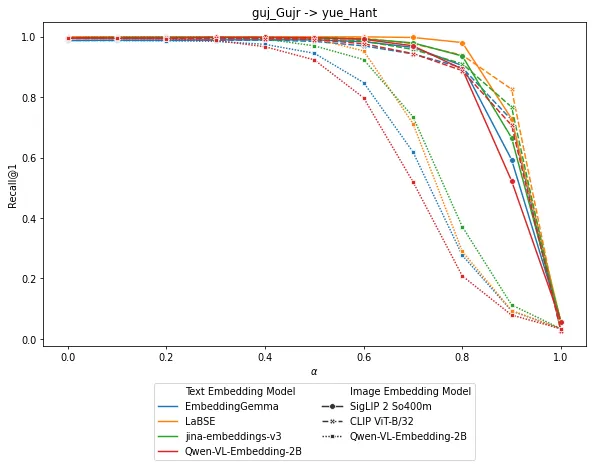 guj_Gujr -> yue_Hant
Recall@1
1.0
0.8
0.6
0.4
0.2
0.0
0.0 0.2 0.4 0.6 0.8 1.0
α
Text Embedding Model
EmbeddingGemma
LaBSE
jina-embeddings-v3
Qwen-VL-Embedding-2B
Image Embedding Model
SigLIP 2 So400m
CLIP ViT-B/32
Qwen-VL-Embedding-2B